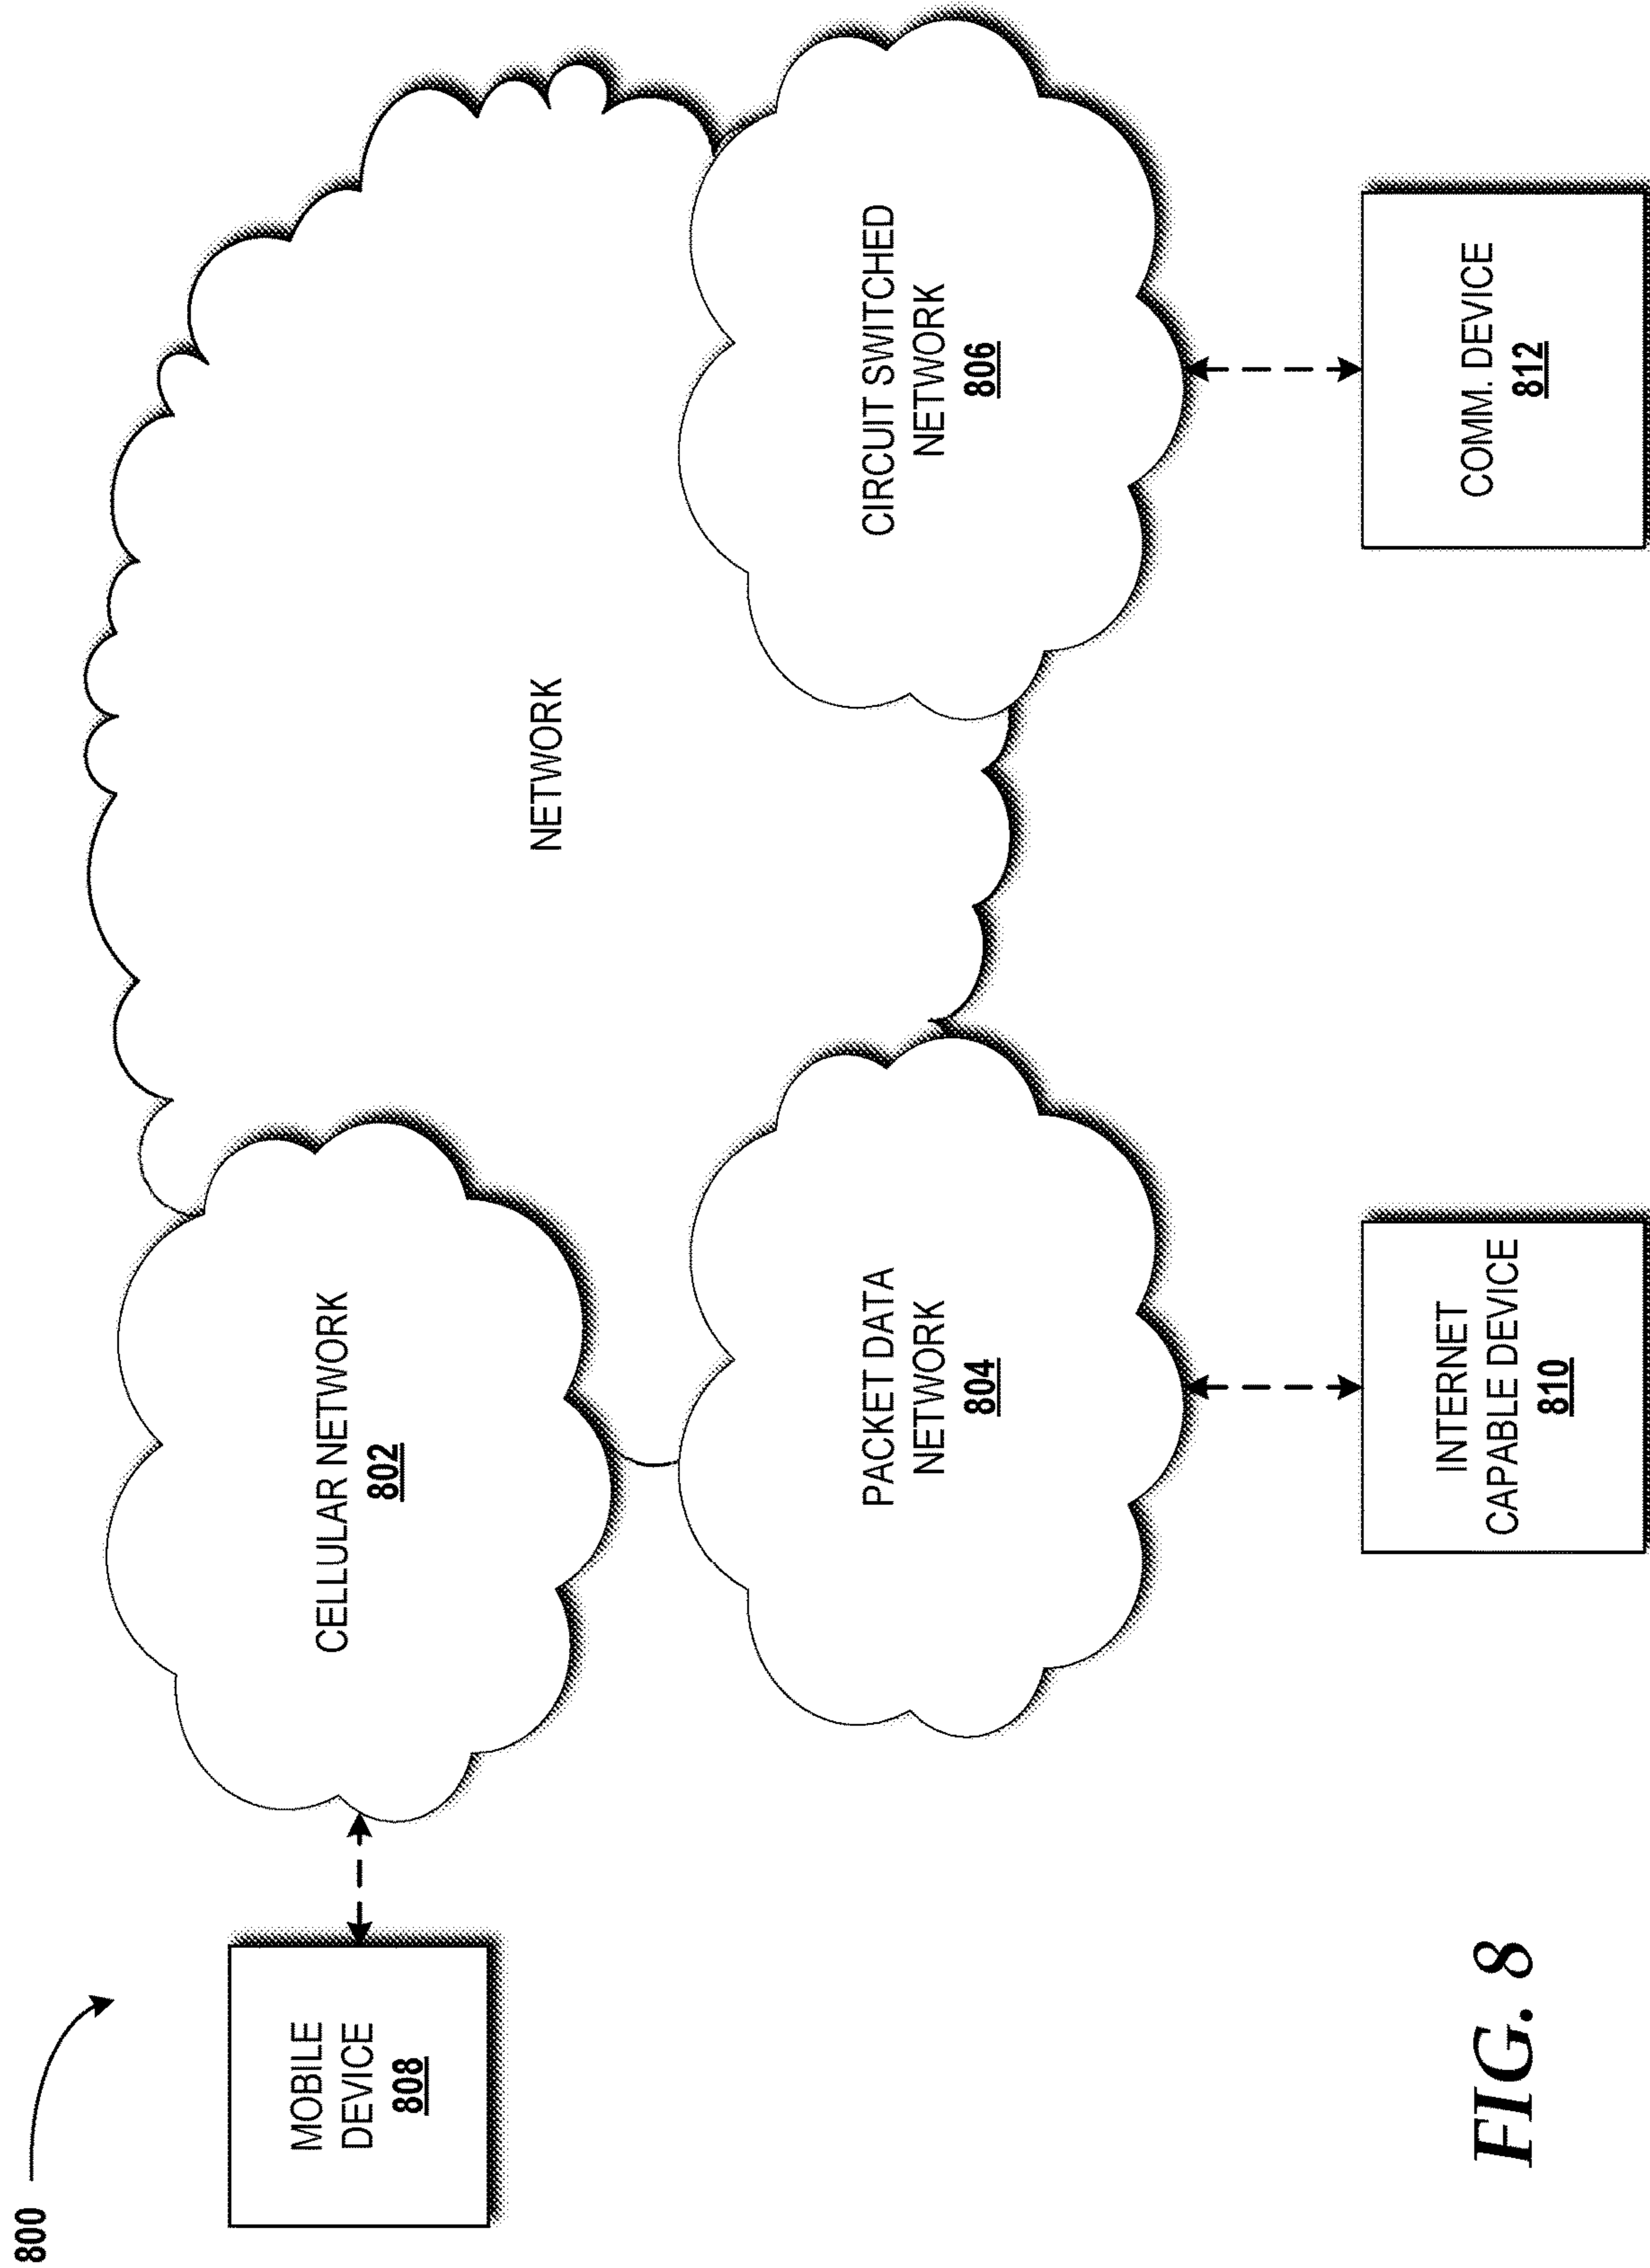 800
MOBILE
DEVICE
808
CELLULAR NETWORK
802
NETWORK
PACKET DATA
NETWORK
804
CIRCUIT SWITCHED
NETWORK
806
INTERNET
CAPABLE DEVICE
810
COMM. DEVICE
812
FIG. 8